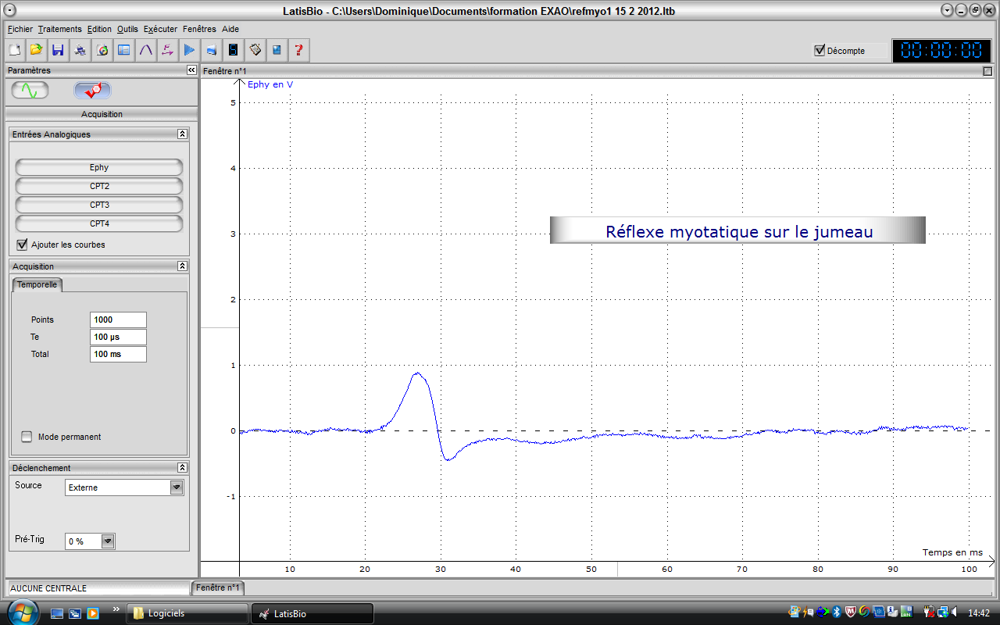 LatisBio - C:\Users\Dominique\Documents\formation EXAO\refmyo1 15 2 2012.ltb
Fichier Traitements Edition Outils Exécuter Fenêtres Aide
Décompte
00:00:00
Paramètres
Fenêtre n°1
Acquisition
Entrées Analogiques
Ephy
CPT2
CPT3
CPT4
Ajouter les courbes
Acquisition
Temporelle
Points 1000
Te 100 µs
Total 100 ms
Mode permanent
Déclenchement
Source Externe
Pré-Trig 0 %
Ephy en V
5
4
3
2
1
0
-1
Réflexe myotatique sur le jumeau
Temps en ms
10 20 30 40 50 60 70 80 90 100
AUCUNE CENTRALE
Fenêtre n°1
Logiciels
LatisBio
14:42